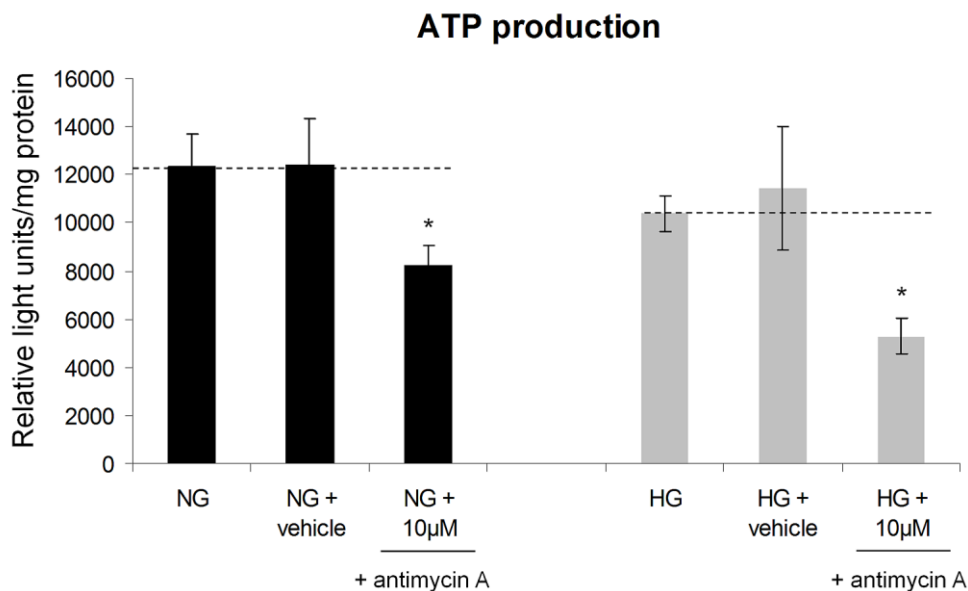 ATP production
Relative light units/mg protein
16000
14000
12000
10000
8000
6000
4000
2000
0
*
*
NG
NG +
vehicle
NG +
10µM
+ antimycin A
HG
HG +
vehicle
HG +
10µM
+ antimycin A